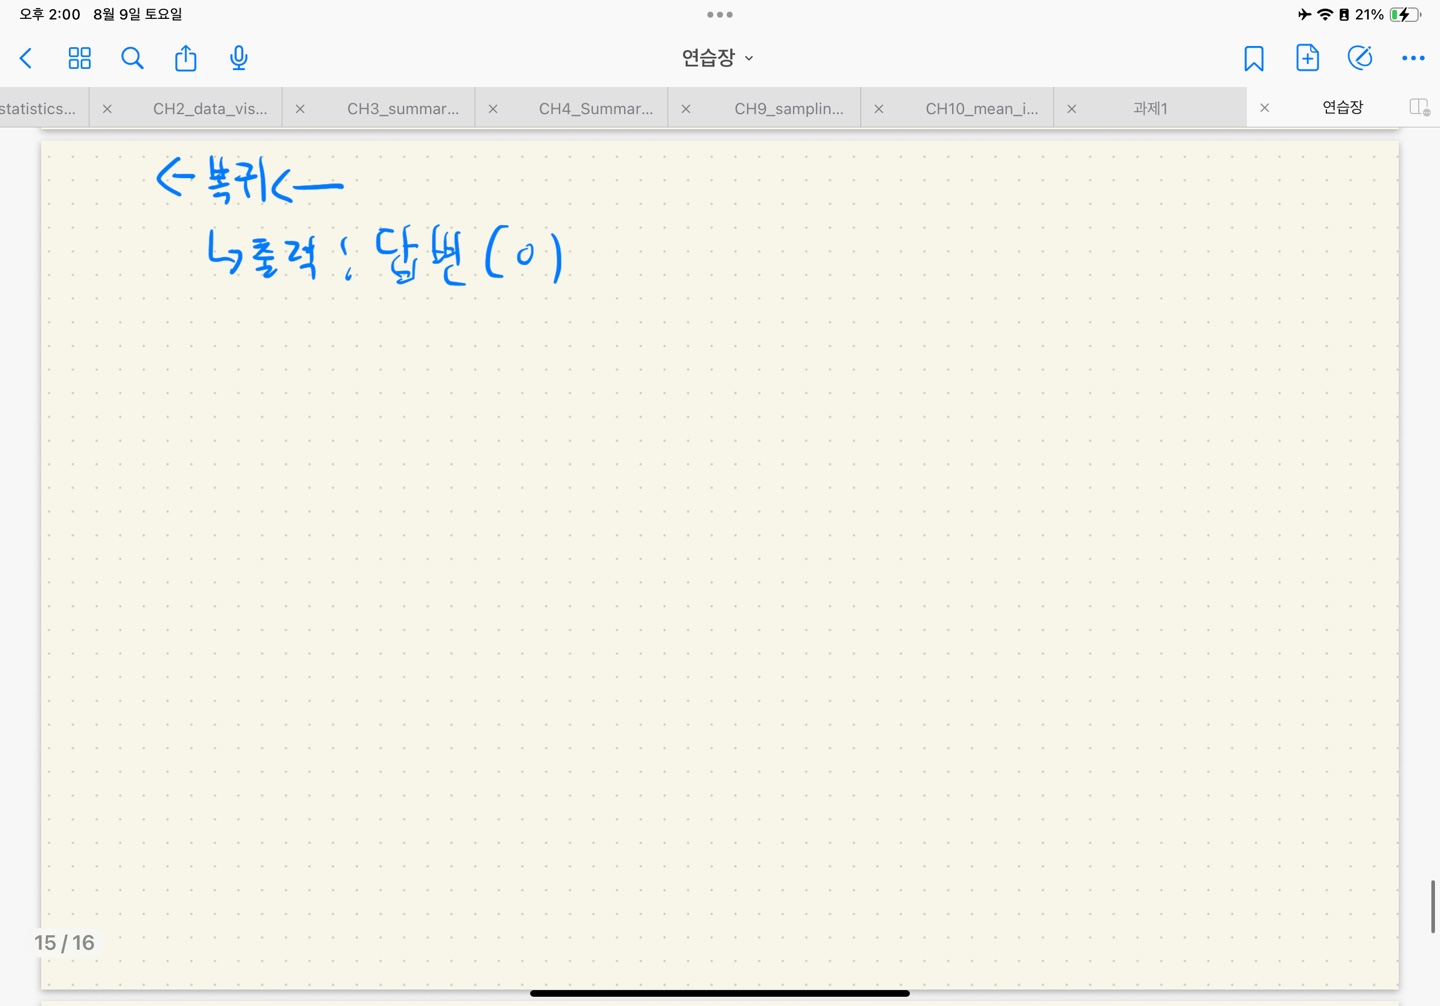 오후 2:00 8월 9일 토요일
21%
연습장
statistics... CH2_data_vis... CH3_summar... CH4_Summar... CH9_samplin... CH10_mean_i... 과제1 연습장
← 복귀 ←
↳ 출력 : 답변 (0)
15 / 16